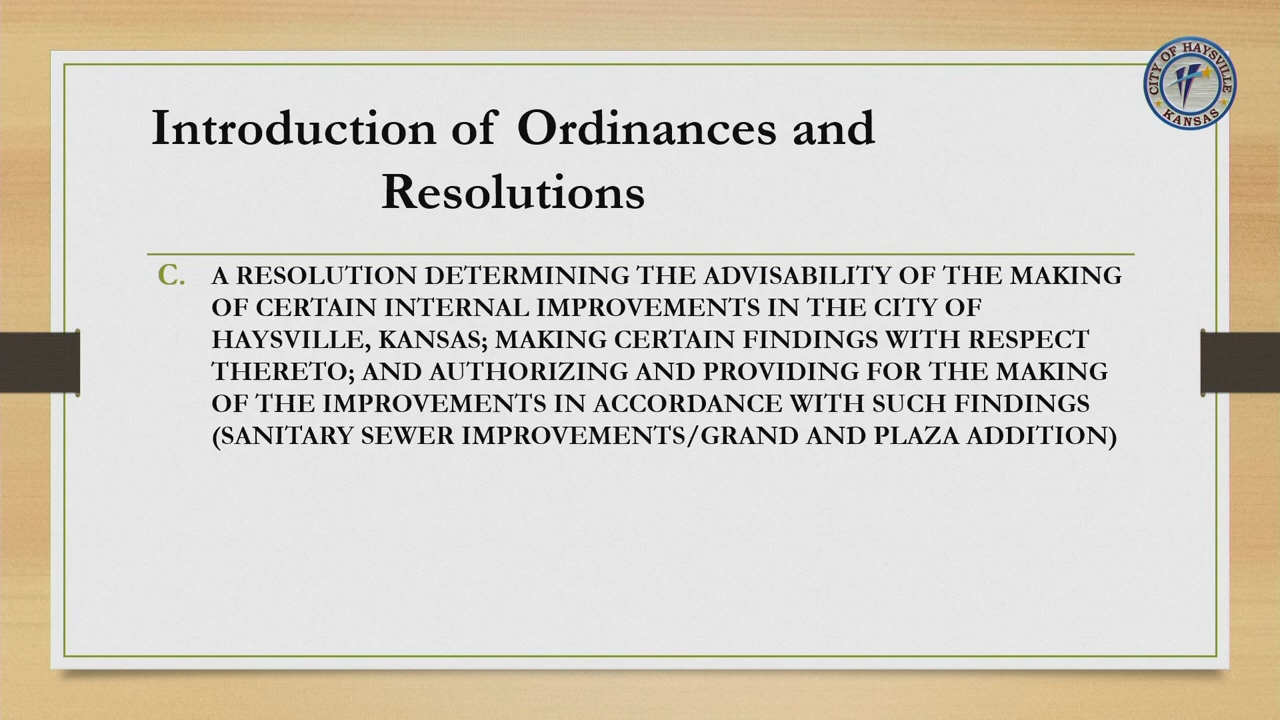 CITY OF HAYSVILLE
KANSAS
Introduction of Ordinances and
Resolutions
C. A RESOLUTION DETERMINING THE ADVISABILITY OF THE MAKING
OF CERTAIN INTERNAL IMPROVEMENTS IN THE CITY OF
HAYSVILLE, KANSAS; MAKING CERTAIN FINDINGS WITH RESPECT
THERETO; AND AUTHORIZING AND PROVIDING FOR THE MAKING
OF THE IMPROVEMENTS IN ACCORDANCE WITH SUCH FINDINGS
(SANITARY SEWER IMPROVEMENTS/GRAND AND PLAZA ADDITION)